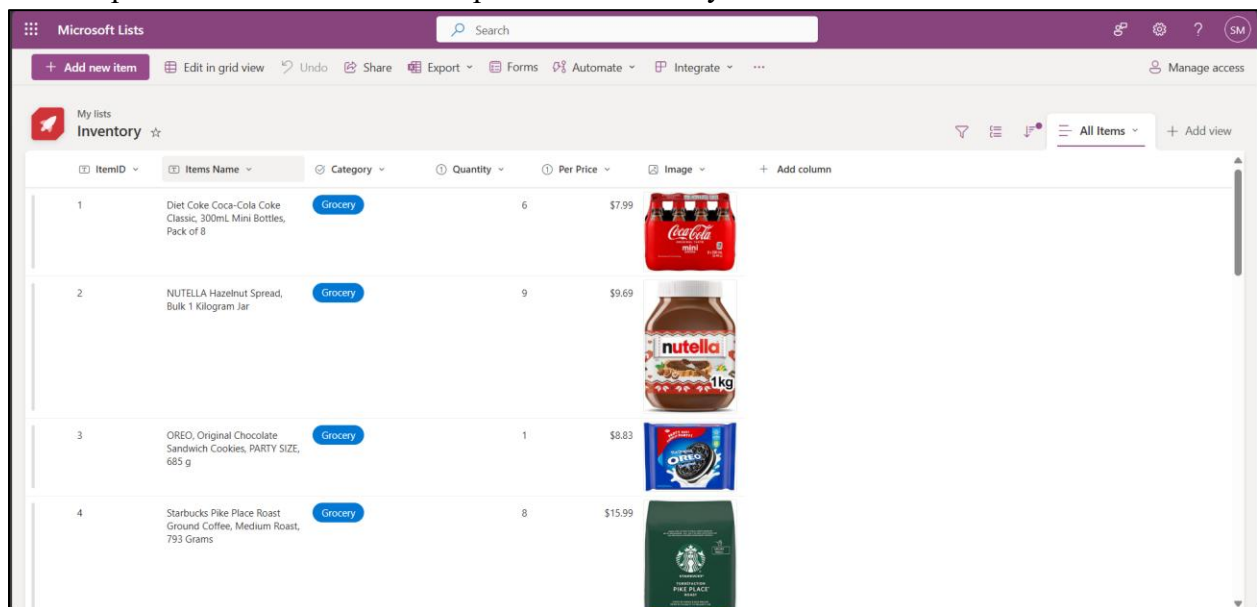 Microsoft Lists
Search
SM
+ Add new item
Edit in grid view
Undo
Share
Export
Forms
Automate
Integrate
...
Manage access
My lists
Inventory
All Items
+ Add view
ItemID
Items Name
Category
Quantity
Per Price
Image
+ Add column
1
Diet Coke Coca-Cola Coke
Classic, 300mL Mini Bottles,
Pack of 8
Grocery
6
$7.99
Coca-Cola
mini
2
NUTELLA Hazelnut Spread,
Bulk 1 Kilogram Jar
Grocery
9
$9.69
nutella
1kg
3
OREO, Original Chocolate
Sandwich Cookies, PARTY SIZE,
685 g
Grocery
1
$8.83
OREO
4
Starbucks Pike Place Roast
Ground Coffee, Medium Roast,
793 Grams
Grocery
8
$15.99
PIKE PLACE